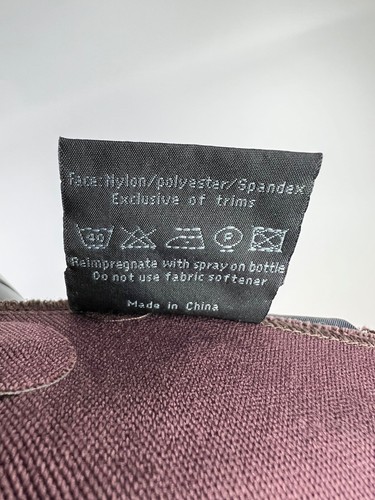 Face:Nylon/polyester/Spandex
Exclusive of trims
40 P
Reimpregnate with spray on bottle
Do not use fabric softener
Made in China